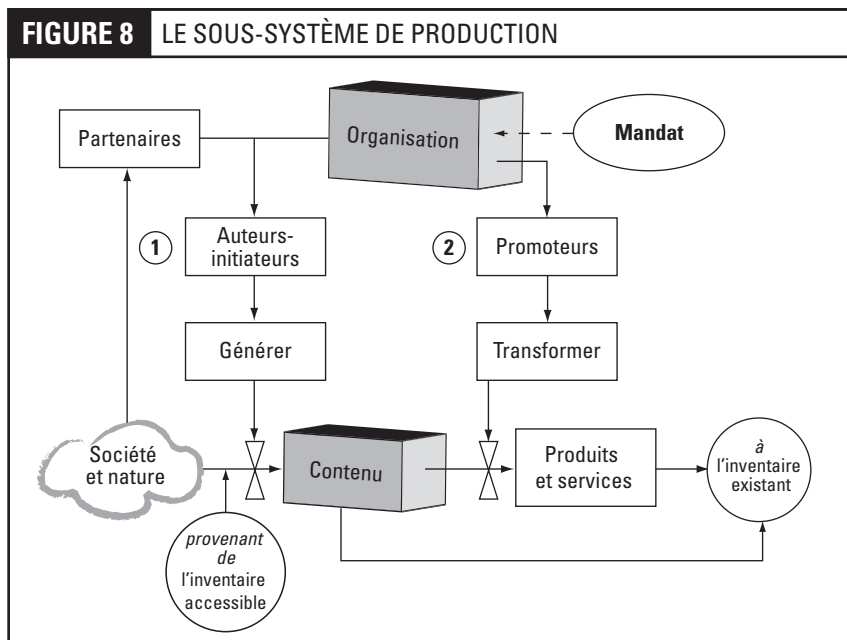 FIGURE 8 LE SOUS-SYSTÈME DE PRODUCTION
Partenaires
Organisation
Mandat
1
Auteurs-
initiateurs
2
Promoteurs
Générer
Transformer
Société
et nature
Contenu
Produits
et services
à
l'inventaire
existant
provenant
de
l'inventaire
accessible